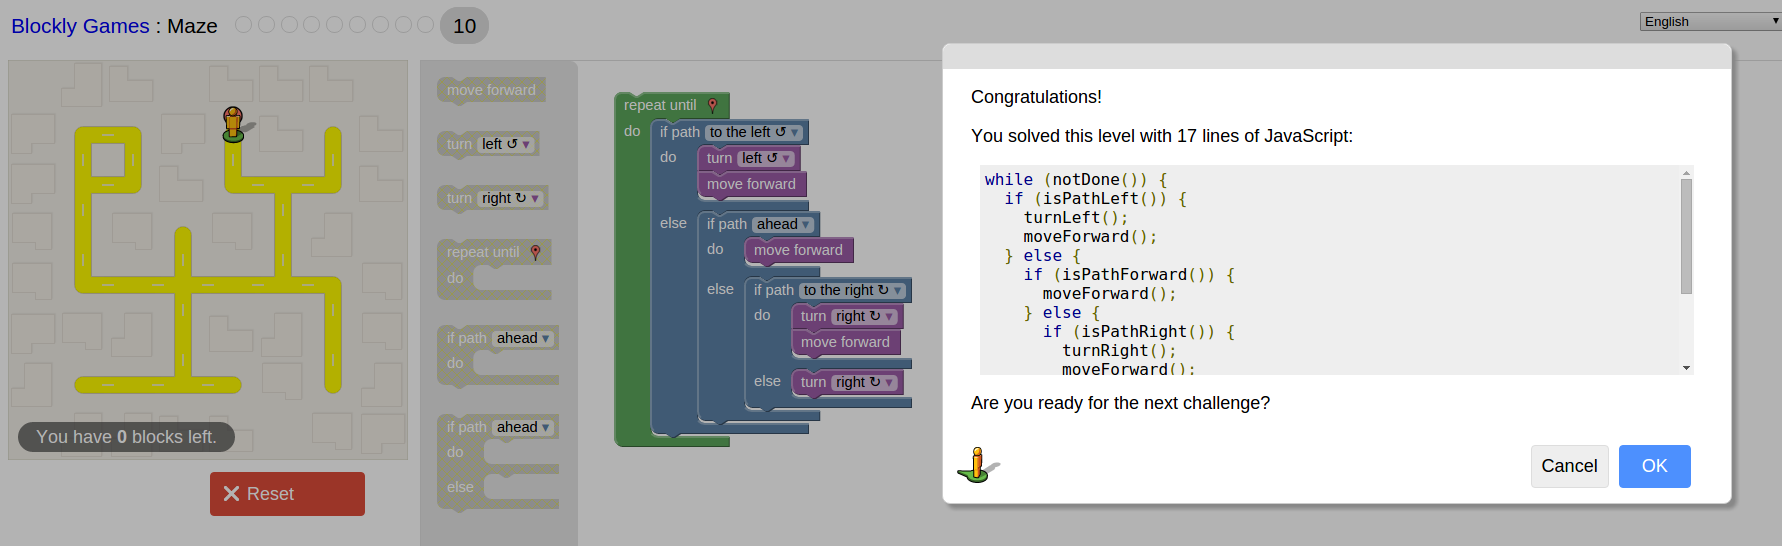 Blockly Games : Maze 10
English
You have 0 blocks left.
Reset
move forward
turn left ↺ ▾
turn right ↻ ▾
repeat until
do
if path ahead ▾
do
if path ahead ▾
do
else
repeat until
do
if path to the left ↺ ▾
do
turn left ↺ ▾
move forward
else
if path ahead ▾
do
move forward
else
if path to the right ↻ ▾
do
turn right ↻ ▾
move forward
else
turn right ↻ ▾
Congratulations!
You solved this level with 17 lines of JavaScript:
while (notDone()) {
if (isPathLeft()) {
turnLeft();
moveForward();
} else {
if (isPathForward()) {
moveForward();
} else {
if (isPathRight()) {
turnRight();
moveForward();
Are you ready for the next challenge?
Cancel
OK